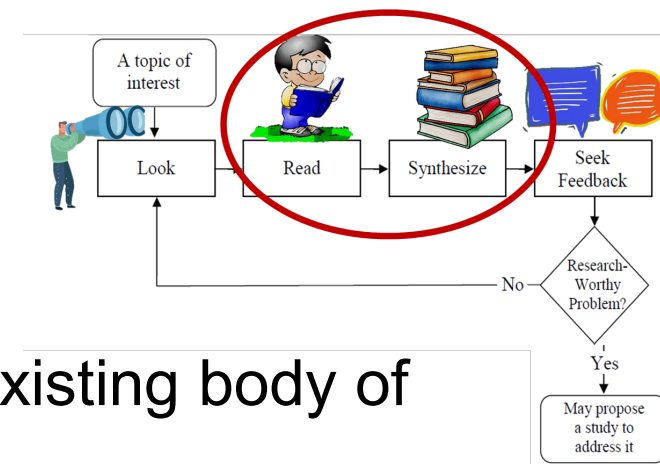 A topic of
interest
Look
Read
Synthesize
Seek
Feedback
Research-
Worthy
Problem?
No
Yes
May propose
a study to
address it
xisting body of